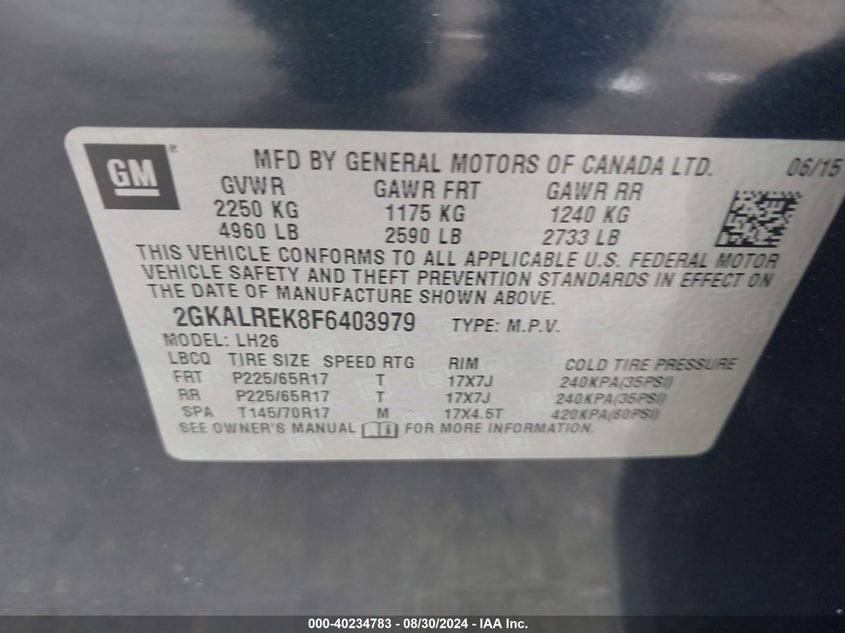 GM®
MFD BY GENERAL MOTORS OF CANADA LTD. 06/15
GVWR GAWR FRT GAWR RR
2250 KG 1175 KG 1240 KG
4960 LB 2590 LB 2733 LB
THIS VEHICLE CONFORMS TO ALL APPLICABLE U.S. FEDERAL MOTOR
VEHICLE SAFETY AND THEFT PREVENTION STANDARDS IN EFFECT ON
THE DATE OF MANUFACTURE SHOWN ABOVE.
2GKALREK8F6403979 TYPE: M.P.V.
MODEL: LH26
LBCQ TIRE SIZE SPEED RTG RIM COLD TIRE PRESSURE
FRT P225/65R17 T 17X7J 240KPA(35PSI)
RR P225/65R17 T 17X7J 240KPA(35PSI)
SPA T145/70R17 M 17X4.5T 420KPA(60PSI)
SEE OWNER'S MANUAL FOR MORE INFORMATION.
000-40234783 - 08/30/2024 - IAA Inc.